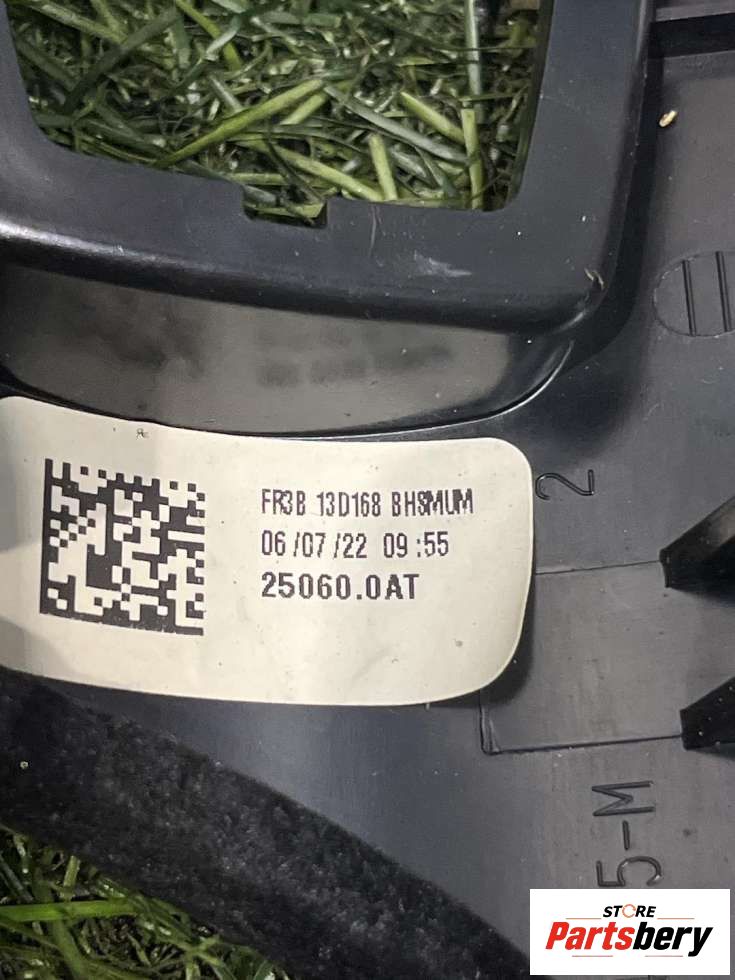 FR3B 13D168 BHSMUM
06/07/22 09:55
25060.0AT
2
5-M
STORE
Partsbery